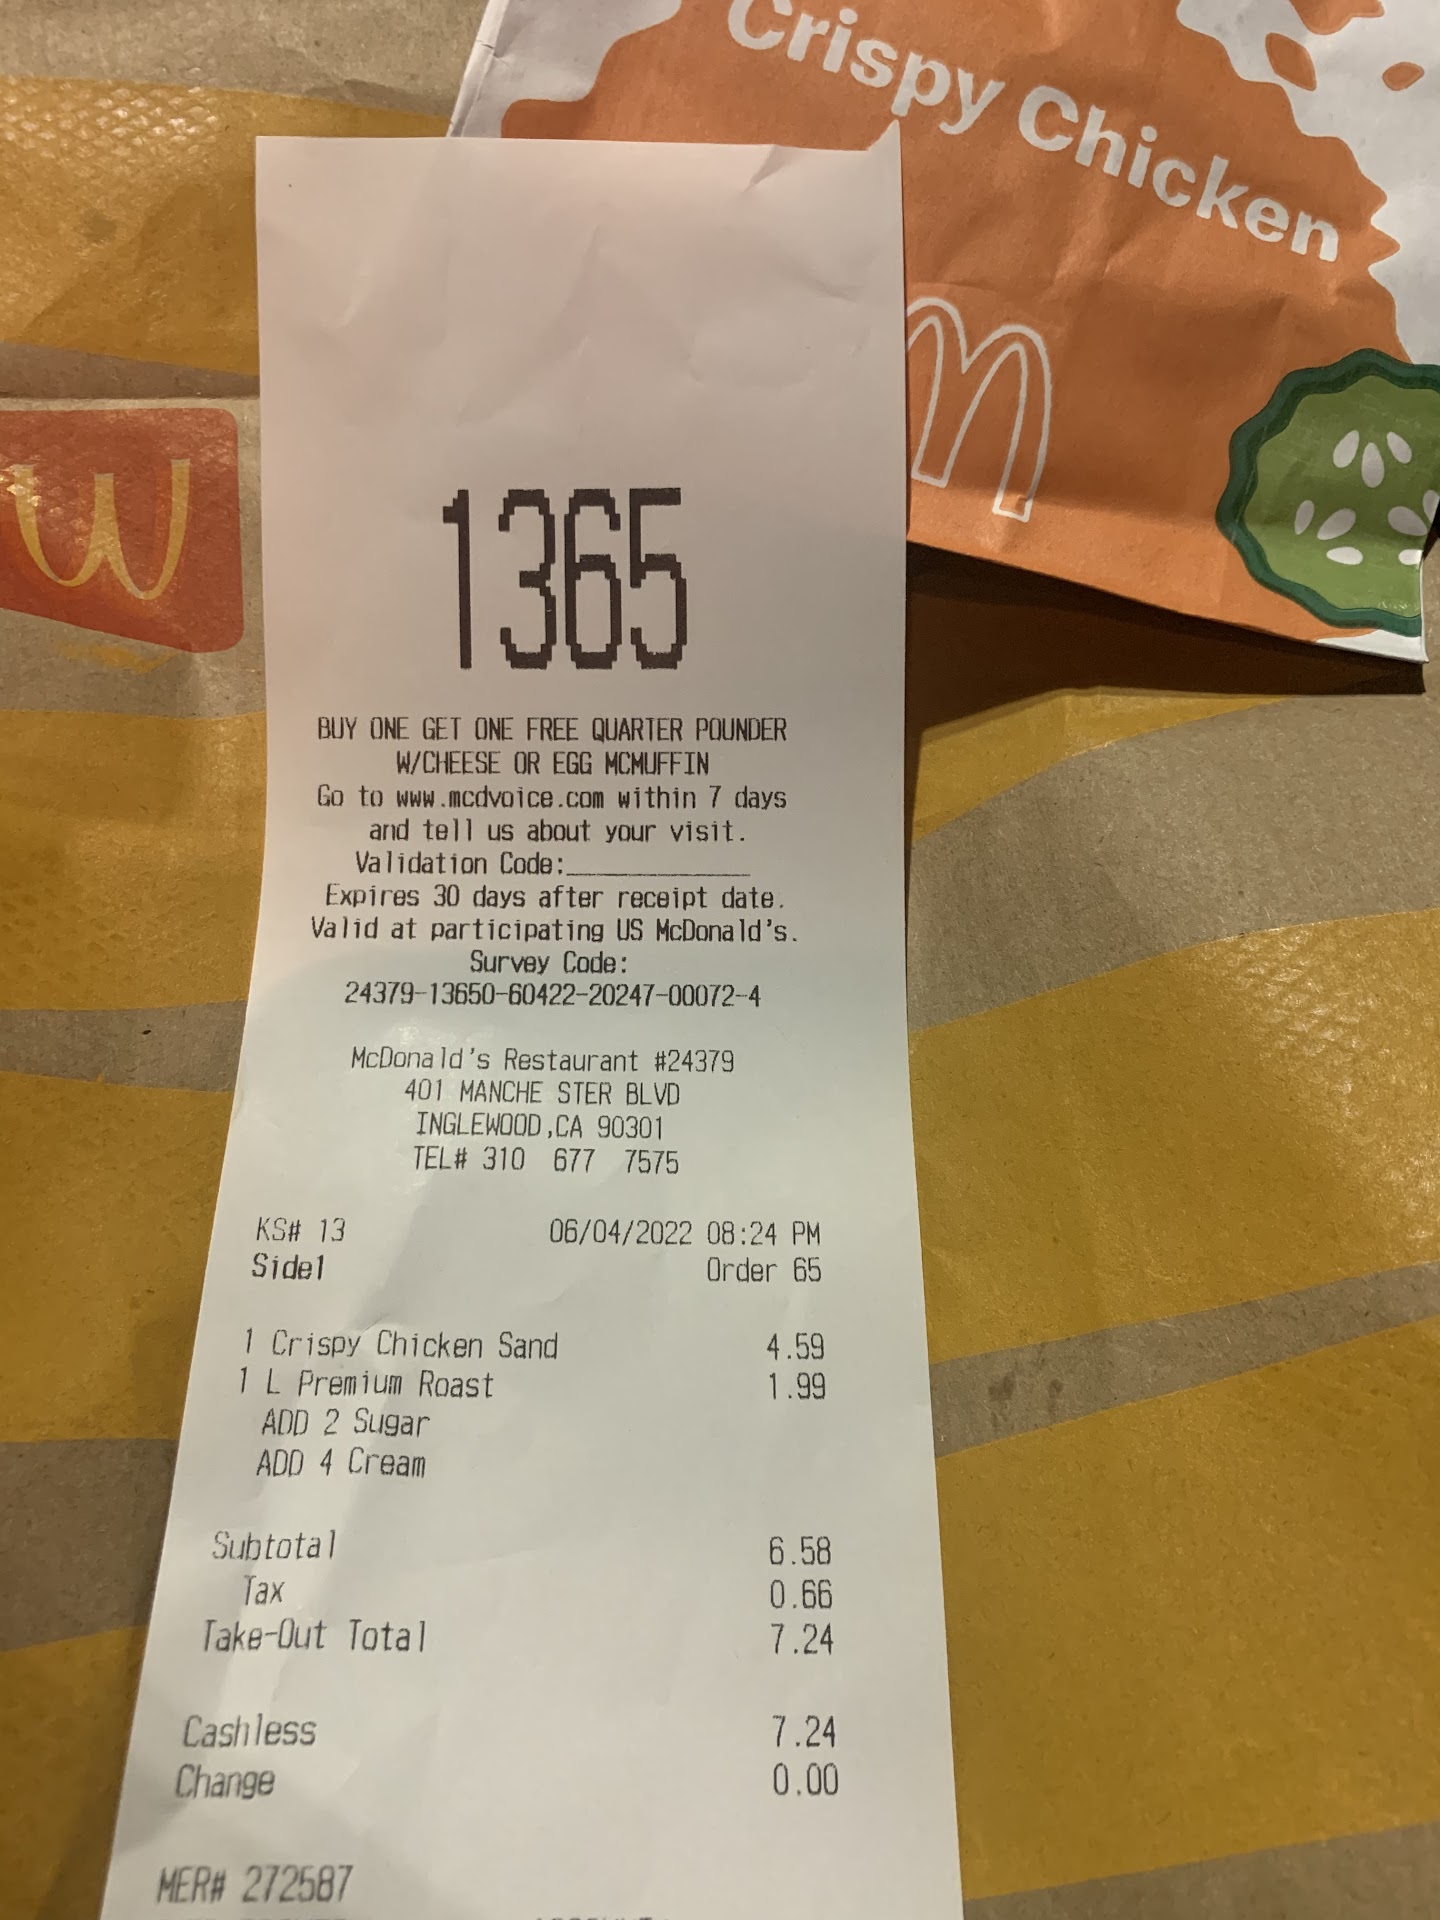 Crispy Chicken
1365
BUY ONE GET ONE FREE QUARTER POUNDER
W/CHEESE OR EGG MCMUFFIN
Go to www.mcdvoice.com within 7 days
and tell us about your visit.
Validation Code:______________
Expires 30 days after receipt date.
Valid at participating US McDonald's.
Survey Code:
24379-13650-60422-20247-00072-4
McDonald's Restaurant #24379
401 MANCHE STER BLVD
INGLEWOOD,CA 90301
TEL# 310 677 7575
KS# 13 06/04/2022 08:24 PM
Side1 Order 65
1 Crispy Chicken Sand 4.59
1 L Premium Roast 1.99
ADD 2 Sugar
ADD 4 Cream
Subtotal 6.58
Tax 0.66
Take-Out Total 7.24
Cashless 7.24
Change 0.00
MER# 272587